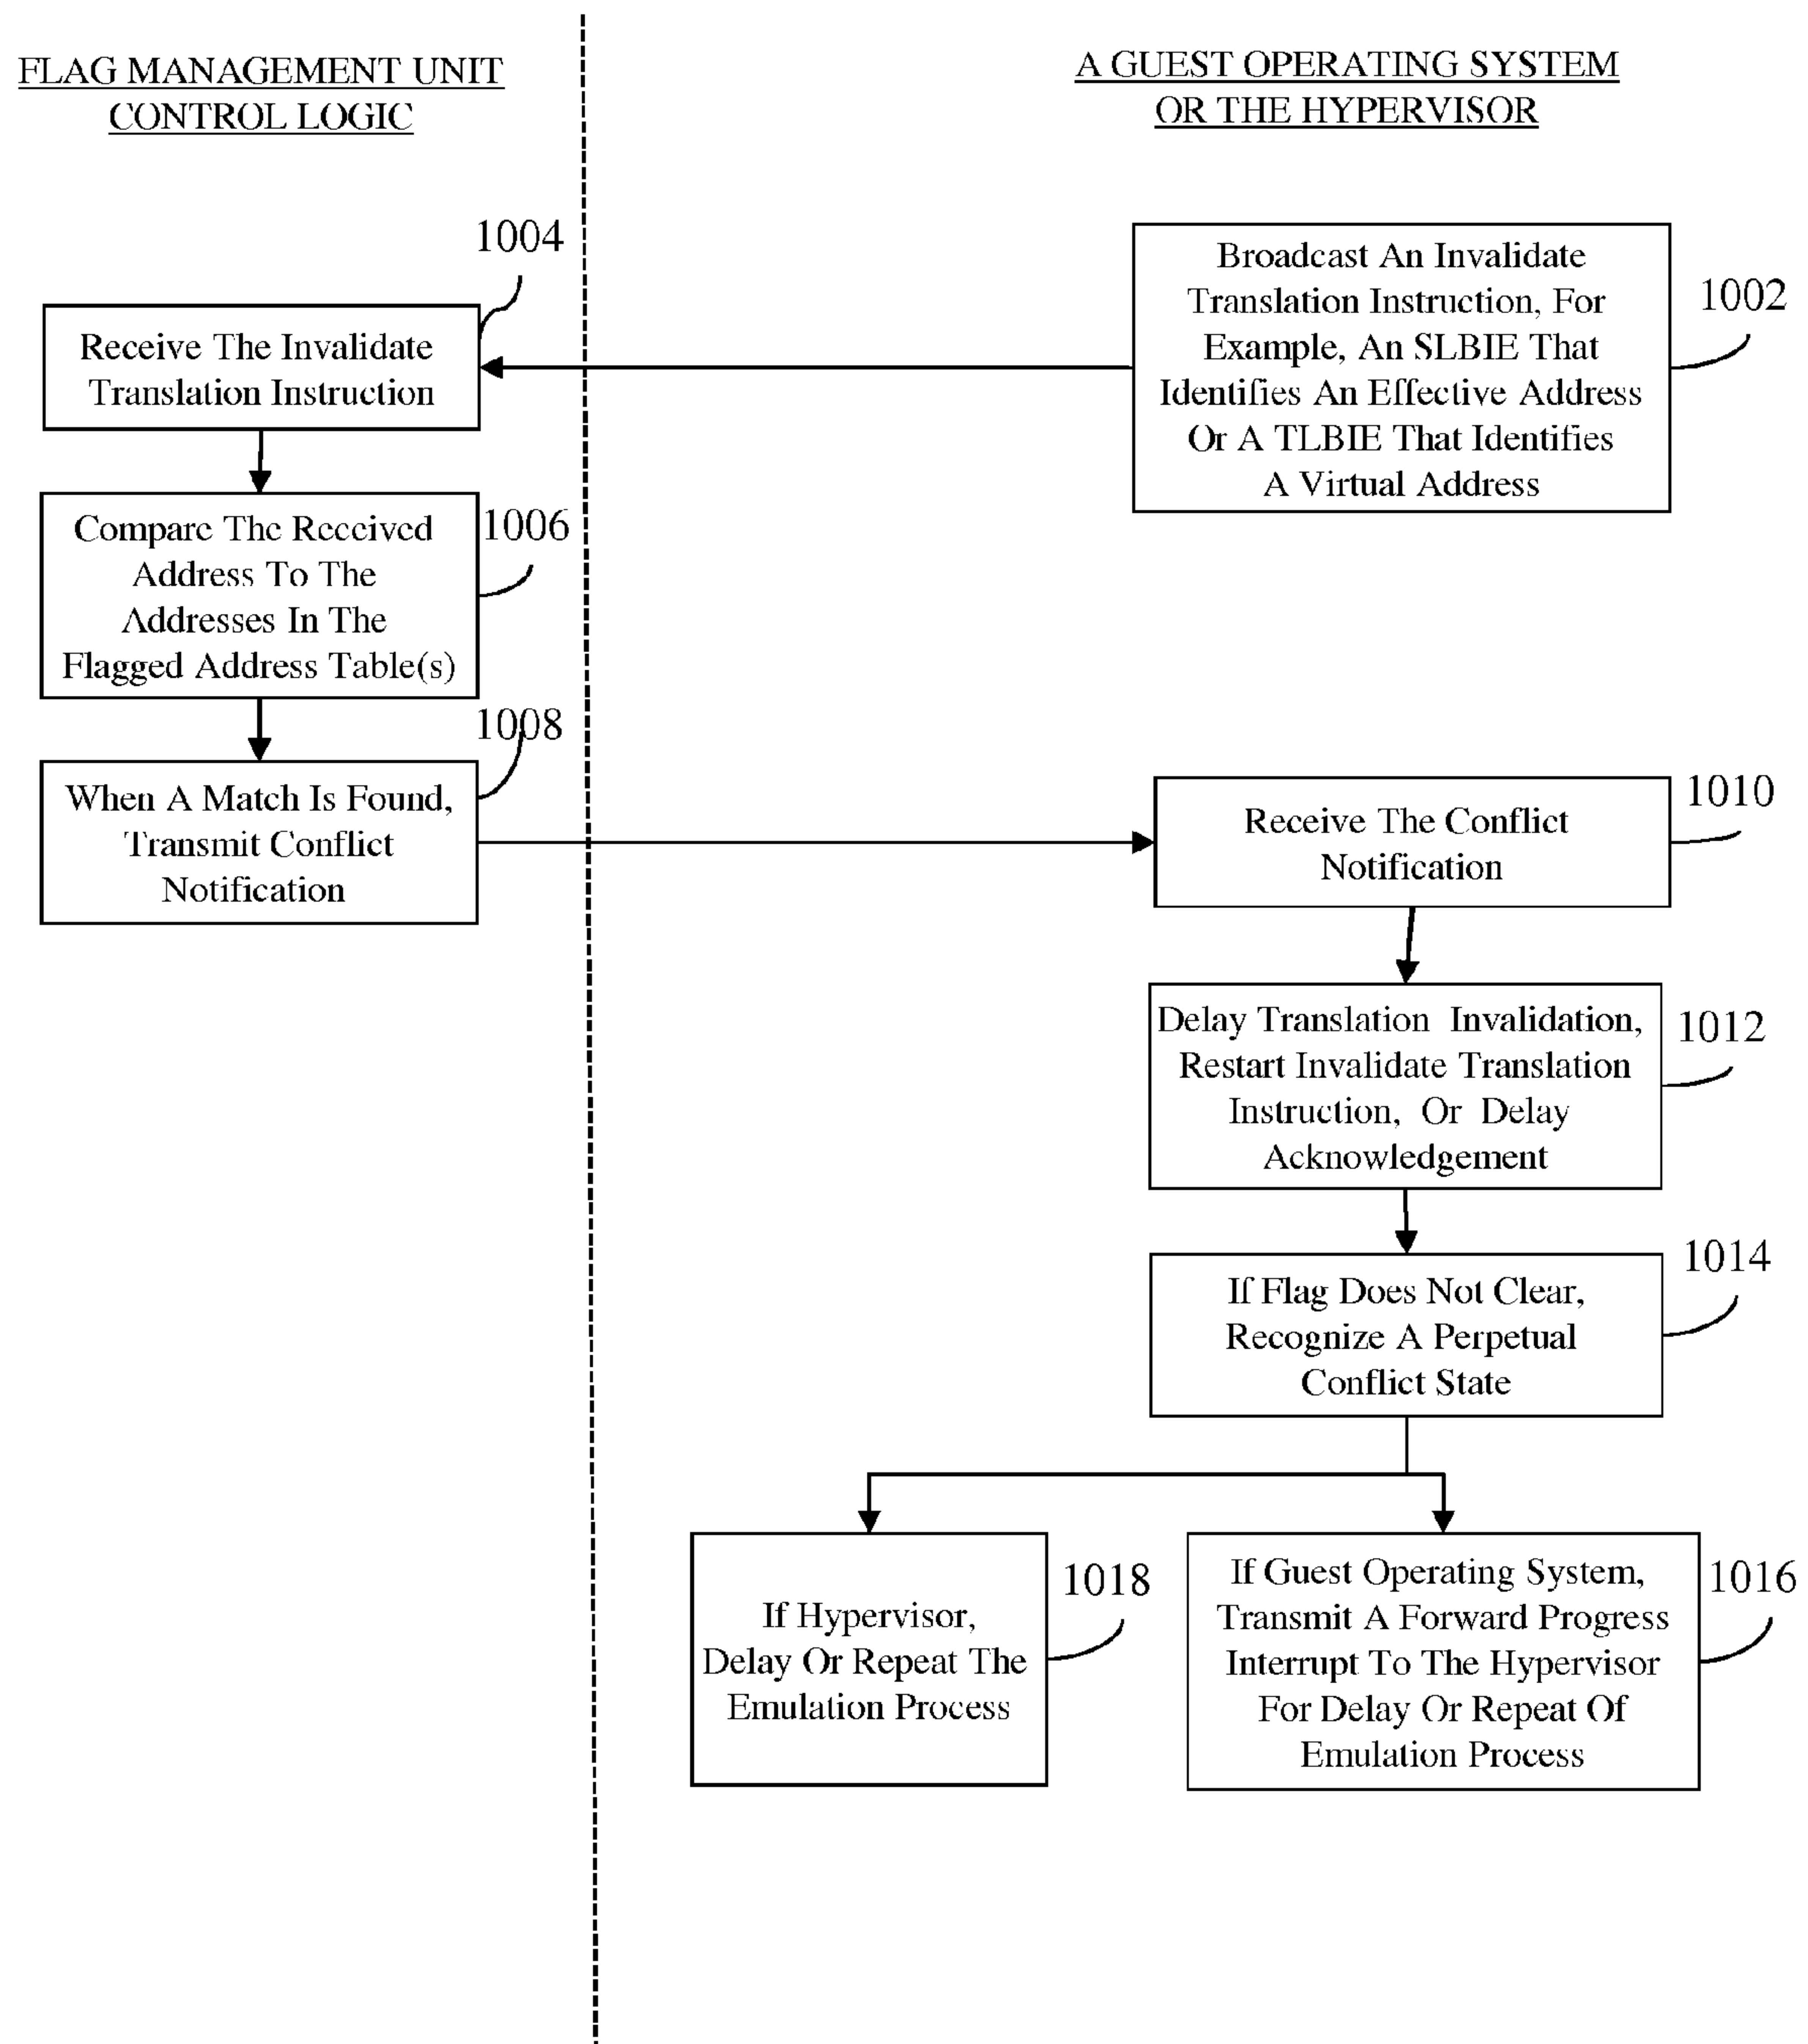 FLAG MANAGEMENT UNIT
CONTROL LOGIC
A GUEST OPERATING SYSTEM
OR THE HYPERVISOR
1002
Broadcast An Invalidate
Translation Instruction, For
Example, An SLBIE That
Identifies An Effective Address
Or A TLBIE That Identifies
A Virtual Address
1004
Receive The Invalidate
Translation Instruction
1006
Compare The Received
Address To The
Addresses In The
Flagged Address Table(s)
1008
When A Match Is Found,
Transmit Conflict
Notification
1010
Receive The Conflict
Notification
1012
Delay Translation Invalidation,
Restart Invalidate Translation
Instruction, Or Delay
Acknowledgement
1014
If Flag Does Not Clear,
Recognize A Perpetual
Conflict State
1018
If Hypervisor,
Delay Or Repeat The
Emulation Process
1016
If Guest Operating System,
Transmit A Forward Progress
Interrupt To The Hypervisor
For Delay Or Repeat Of
Emulation Process